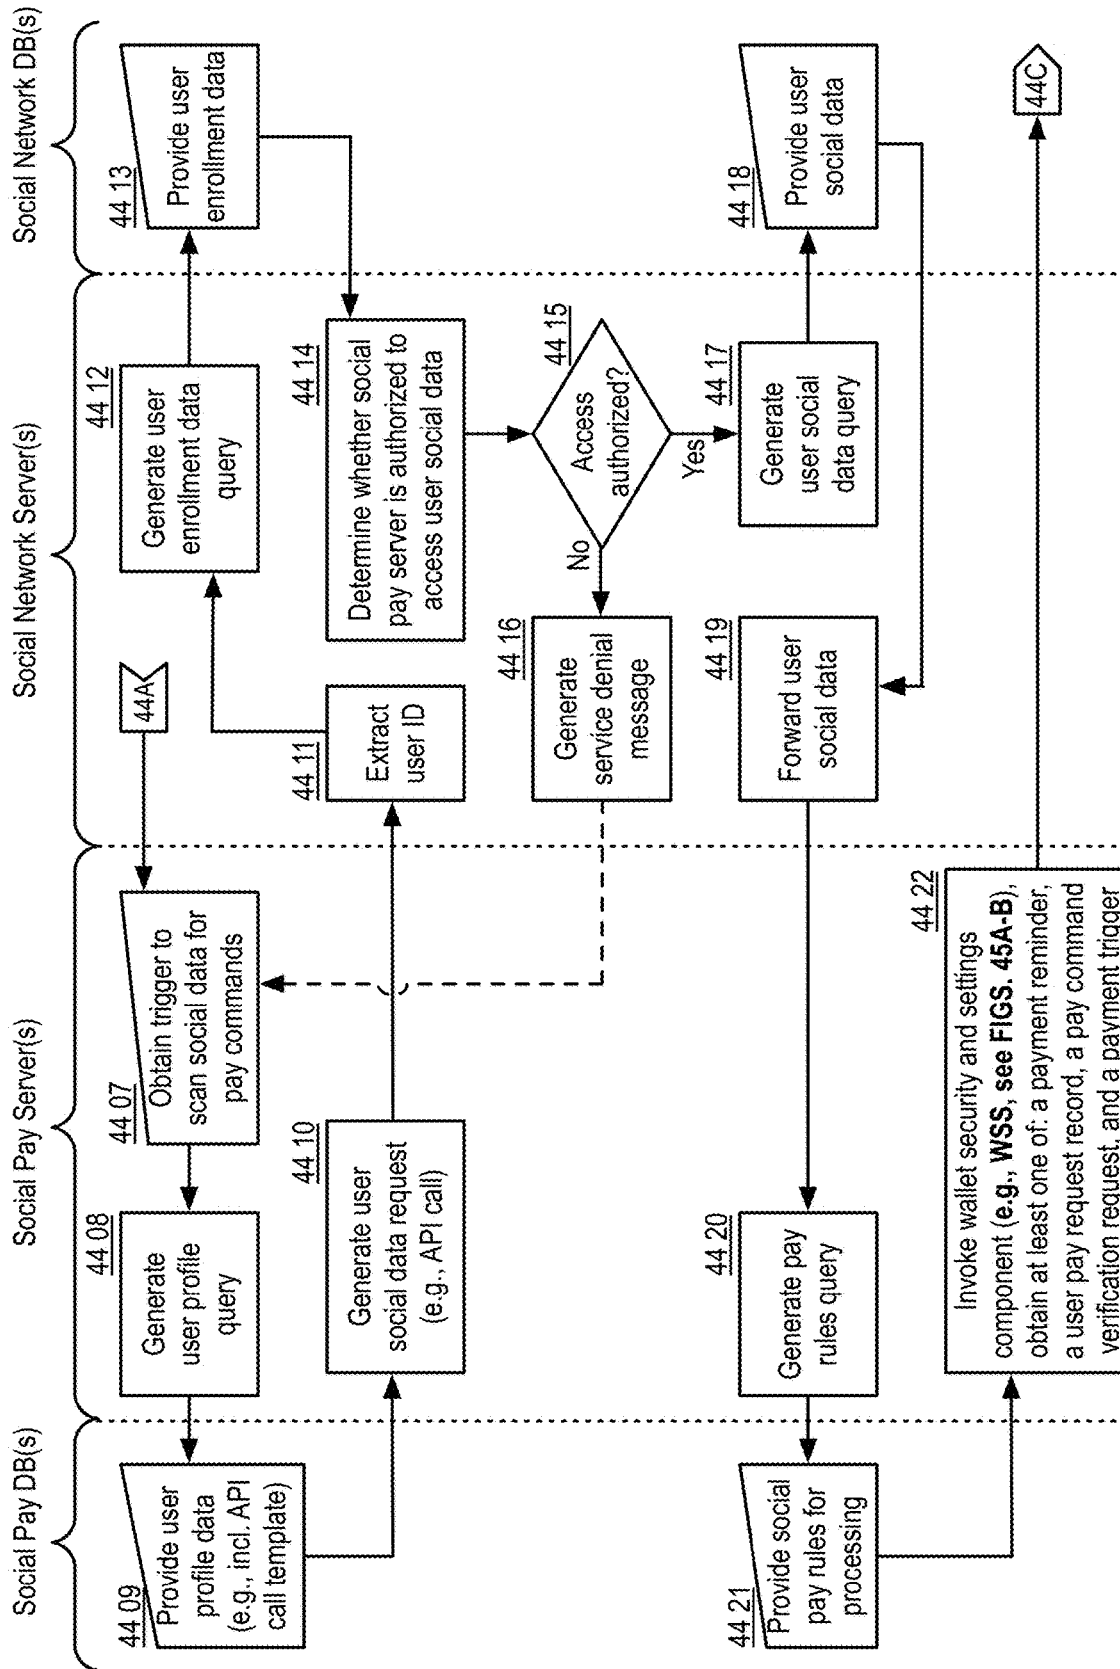 Social Pay DB(s)
Social Pay Server(s)
Social Network Server(s)
Social Network DB(s)
44A
44 07
Obtain trigger to
scan social data for
pay commands
44 08
Generate
user profile
query
44 09
Provide user
profile data
(e.g., incl. API
call template)
44 10
Generate user
social data request
(e.g., API call)
44 11
Extract
user ID
44 12
Generate user
enrollment data
query
44 13
Provide user
enrollment data
44 14
Determine whether social
pay server is authorized to
access user social data
44 15
Access
authorized?
No
Yes
44 16
Generate
service denial
message
44 17
Generate
user social
data query
44 18
Provide user
social data
44 19
Forward user
social data
44 20
Generate pay
rules query
44 21
Provide social
pay rules for
processing
44 22
Invoke wallet security and settings
component (e.g., WSS, see FIGS. 45A-B),
obtain at least one of: a payment reminder,
a user pay request record, a pay command
verification request, and a payment trigger
44C